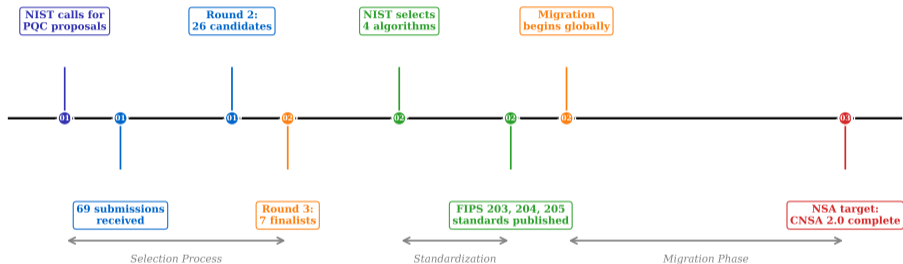 NIST calls for
PQC proposals
Round 2:
26 candidates
NIST selects
4 algorithms
Migration
begins globally
01
01
01
02
02
02
02
03
69 submissions
received
Round 3:
7 finalists
FIPS 203, 204, 205
standards published
NSA target:
CNSA 2.0 complete
Selection Process
Standardization
Migration Phase